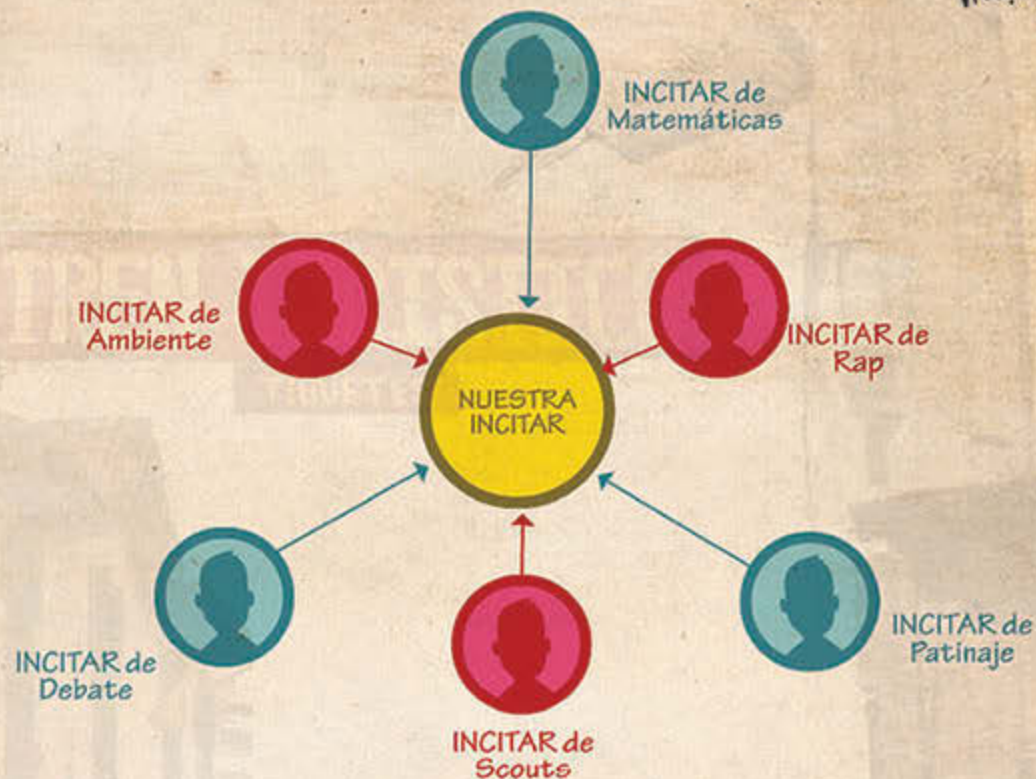 INCITAR de
Matemáticas
INCITAR de
Ambiente
INCITAR de
Rap
NUESTRA
INCITAR
INCITAR de
Debate
INCITAR de
Patinaje
INCITAR de
Scouts